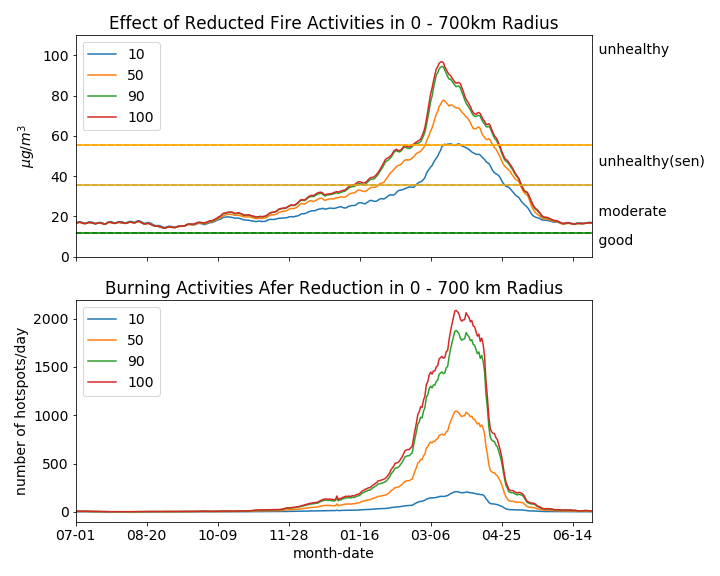 Effect of Reducted Fire Activities in 0 - 700km Radius
100
80
60
40
20
0
μg/m³
10
50
90
100
unhealthy
unhealthy(sen)
moderate
good
Burning Activities Afer Reduction in 0 - 700 km Radius
2000
1500
1000
500
0
number of hotspots/day
10
50
90
100
07-01 08-20 10-09 11-28 01-16 03-06 04-25 06-14
month-date